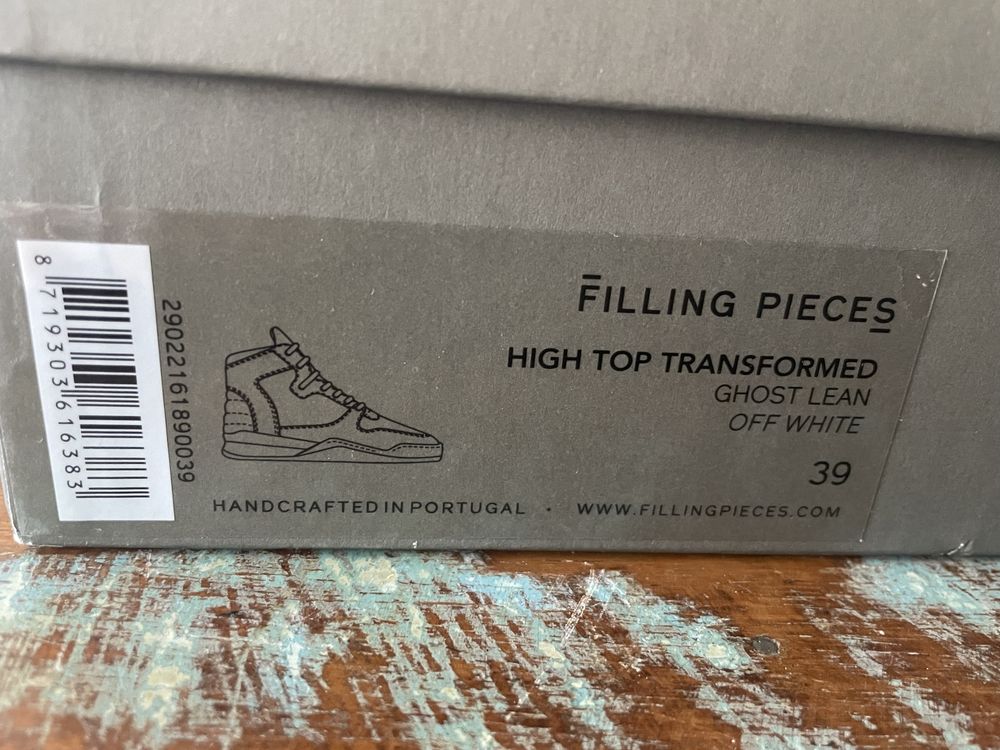 8 719303 616383
29022161890039
FILLING PIECES
HIGH TOP TRANSFORMED
GHOST LEAN
OFF WHITE
39
HANDCRAFTED IN PORTUGAL · WWW.FILLINGPIECES.COM